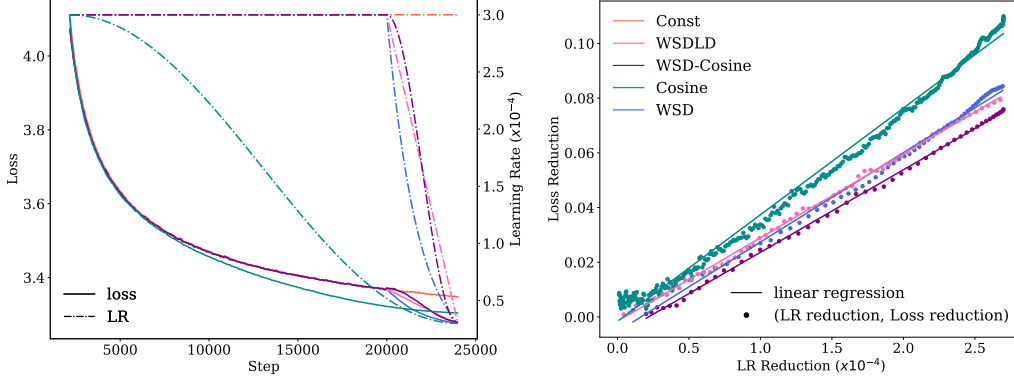 4.0
3.8
3.6
3.4
Loss
5000
10000
15000
20000
25000
Step
3.0
2.5
2.0
1.5
1.0
0.5
Learning Rate (x10⁻⁴)
loss
LR
0.10
0.08
0.06
0.04
0.02
0.00
Loss Reduction
0.0
0.5
1.0
1.5
2.0
2.5
LR Reduction (x10⁻⁴)
Const
WSDLD
WSD-Cosine
Cosine
WSD
linear regression
(LR reduction, Loss reduction)